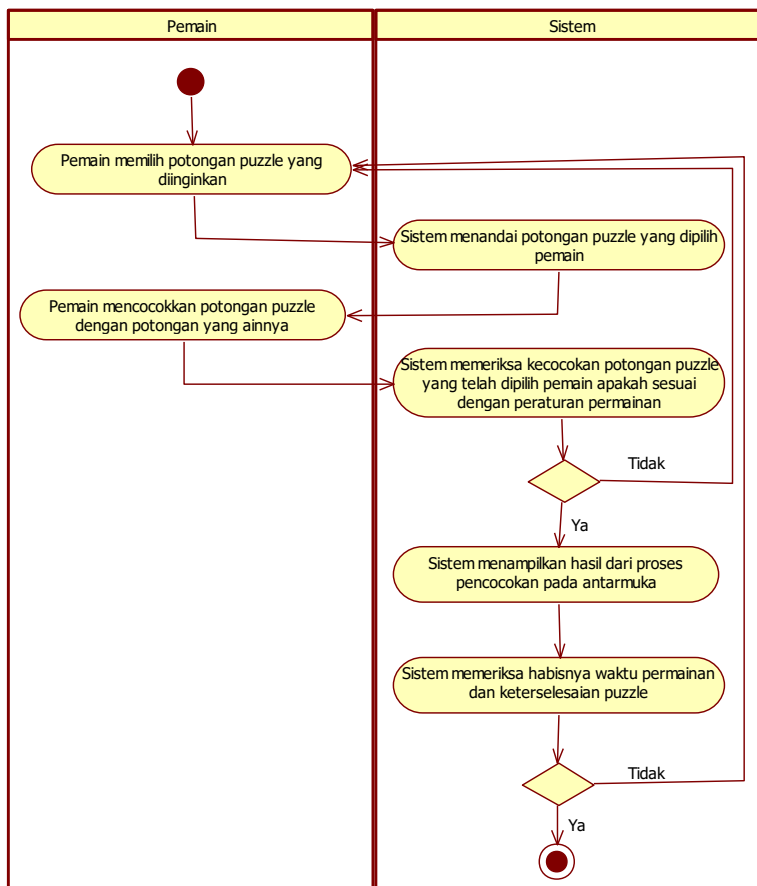 Pemain
Sistem
Pemain memilih potongan puzzle yang
diinginkan
Sistem menandai potongan puzzle yang dipilih
pemain
Pemain mencocokkan potongan puzzle
dengan potongan yang ainnya
Sistem memeriksa kecocokan potongan puzzle
yang telah dipilih pemain apakah sesuai
dengan peraturan permainan
Tidak
Ya
Sistem menampilkan hasil dari proses
pencocokan pada antarmuka
Sistem memeriksa habisnya waktu permainan
dan keterselesaian puzzle
Tidak
Ya